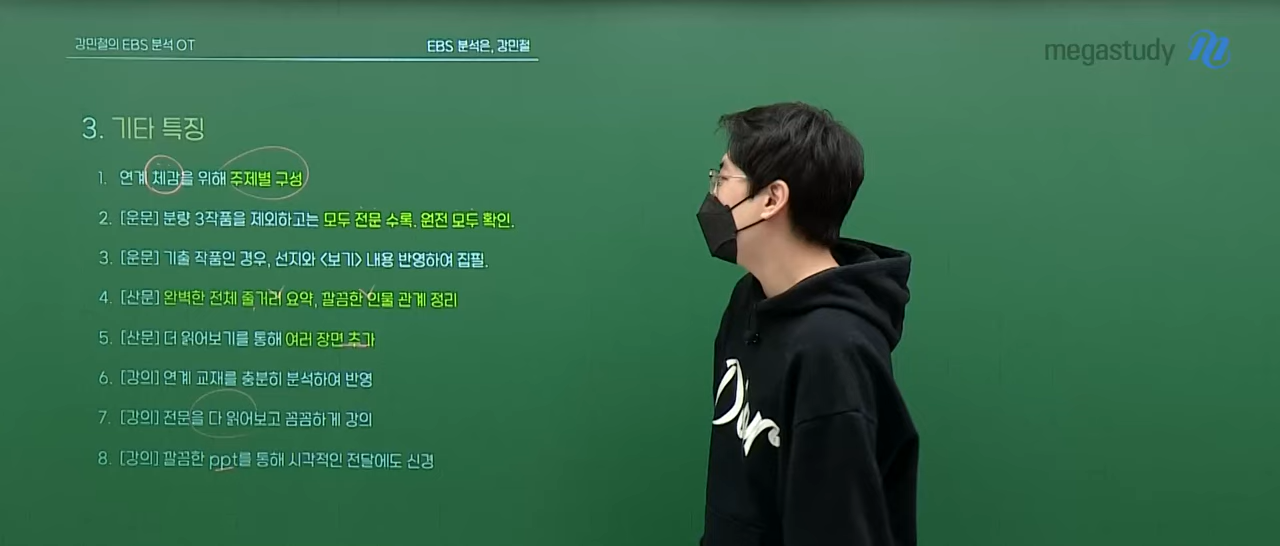 강민철의 EBS 분석 OT
EBS 분석은, 강민철
megastudy
3. 기타 특징
1. 연계 체감을 위해 주제별 구성
2. [운문] 분량 3작품을 제외하고는 모두 전문 수록. 원전 모두 확인.
3. [운문] 기출 작품인 경우, 선지와 <보기> 내용 반영하여 집필.
4. [산문] 완벽한 전체 줄거리 요약, 깔끔한 인물 관계 정리
5. [산문] 더 읽어보기를 통해 여러 장면 추가
6. [강의] 연계 교재를 충분히 분석하여 반영
7. [강의] 전문을 다 읽어보고 꼼꼼하게 강의
8. [강의] 깔끔한 ppt를 통해 시각적인 전달에도 신경
Dior